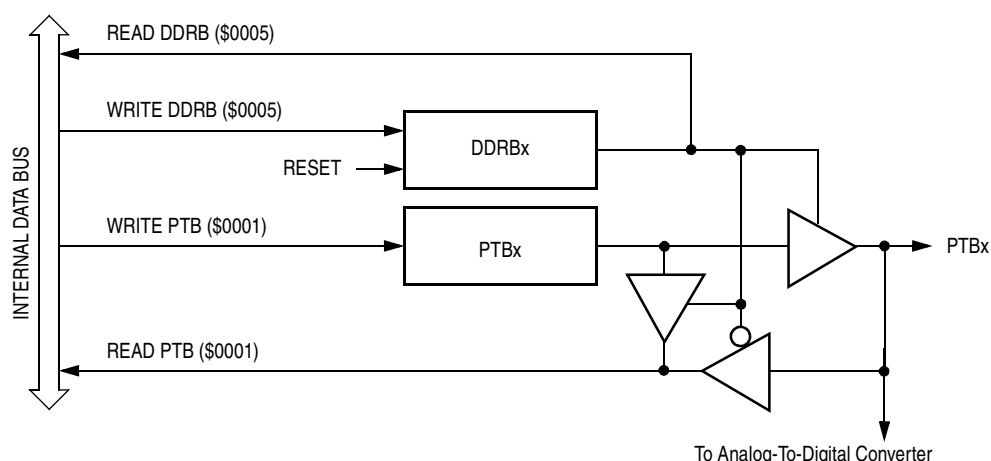 READ DDRB ($0005)
WRITE DDRB ($0005)
DDRBx
RESET
INTERNAL DATA BUS
WRITE PTB ($0001)
PTBx
PTBx
READ PTB ($0001)
To Analog-To-Digital Converter